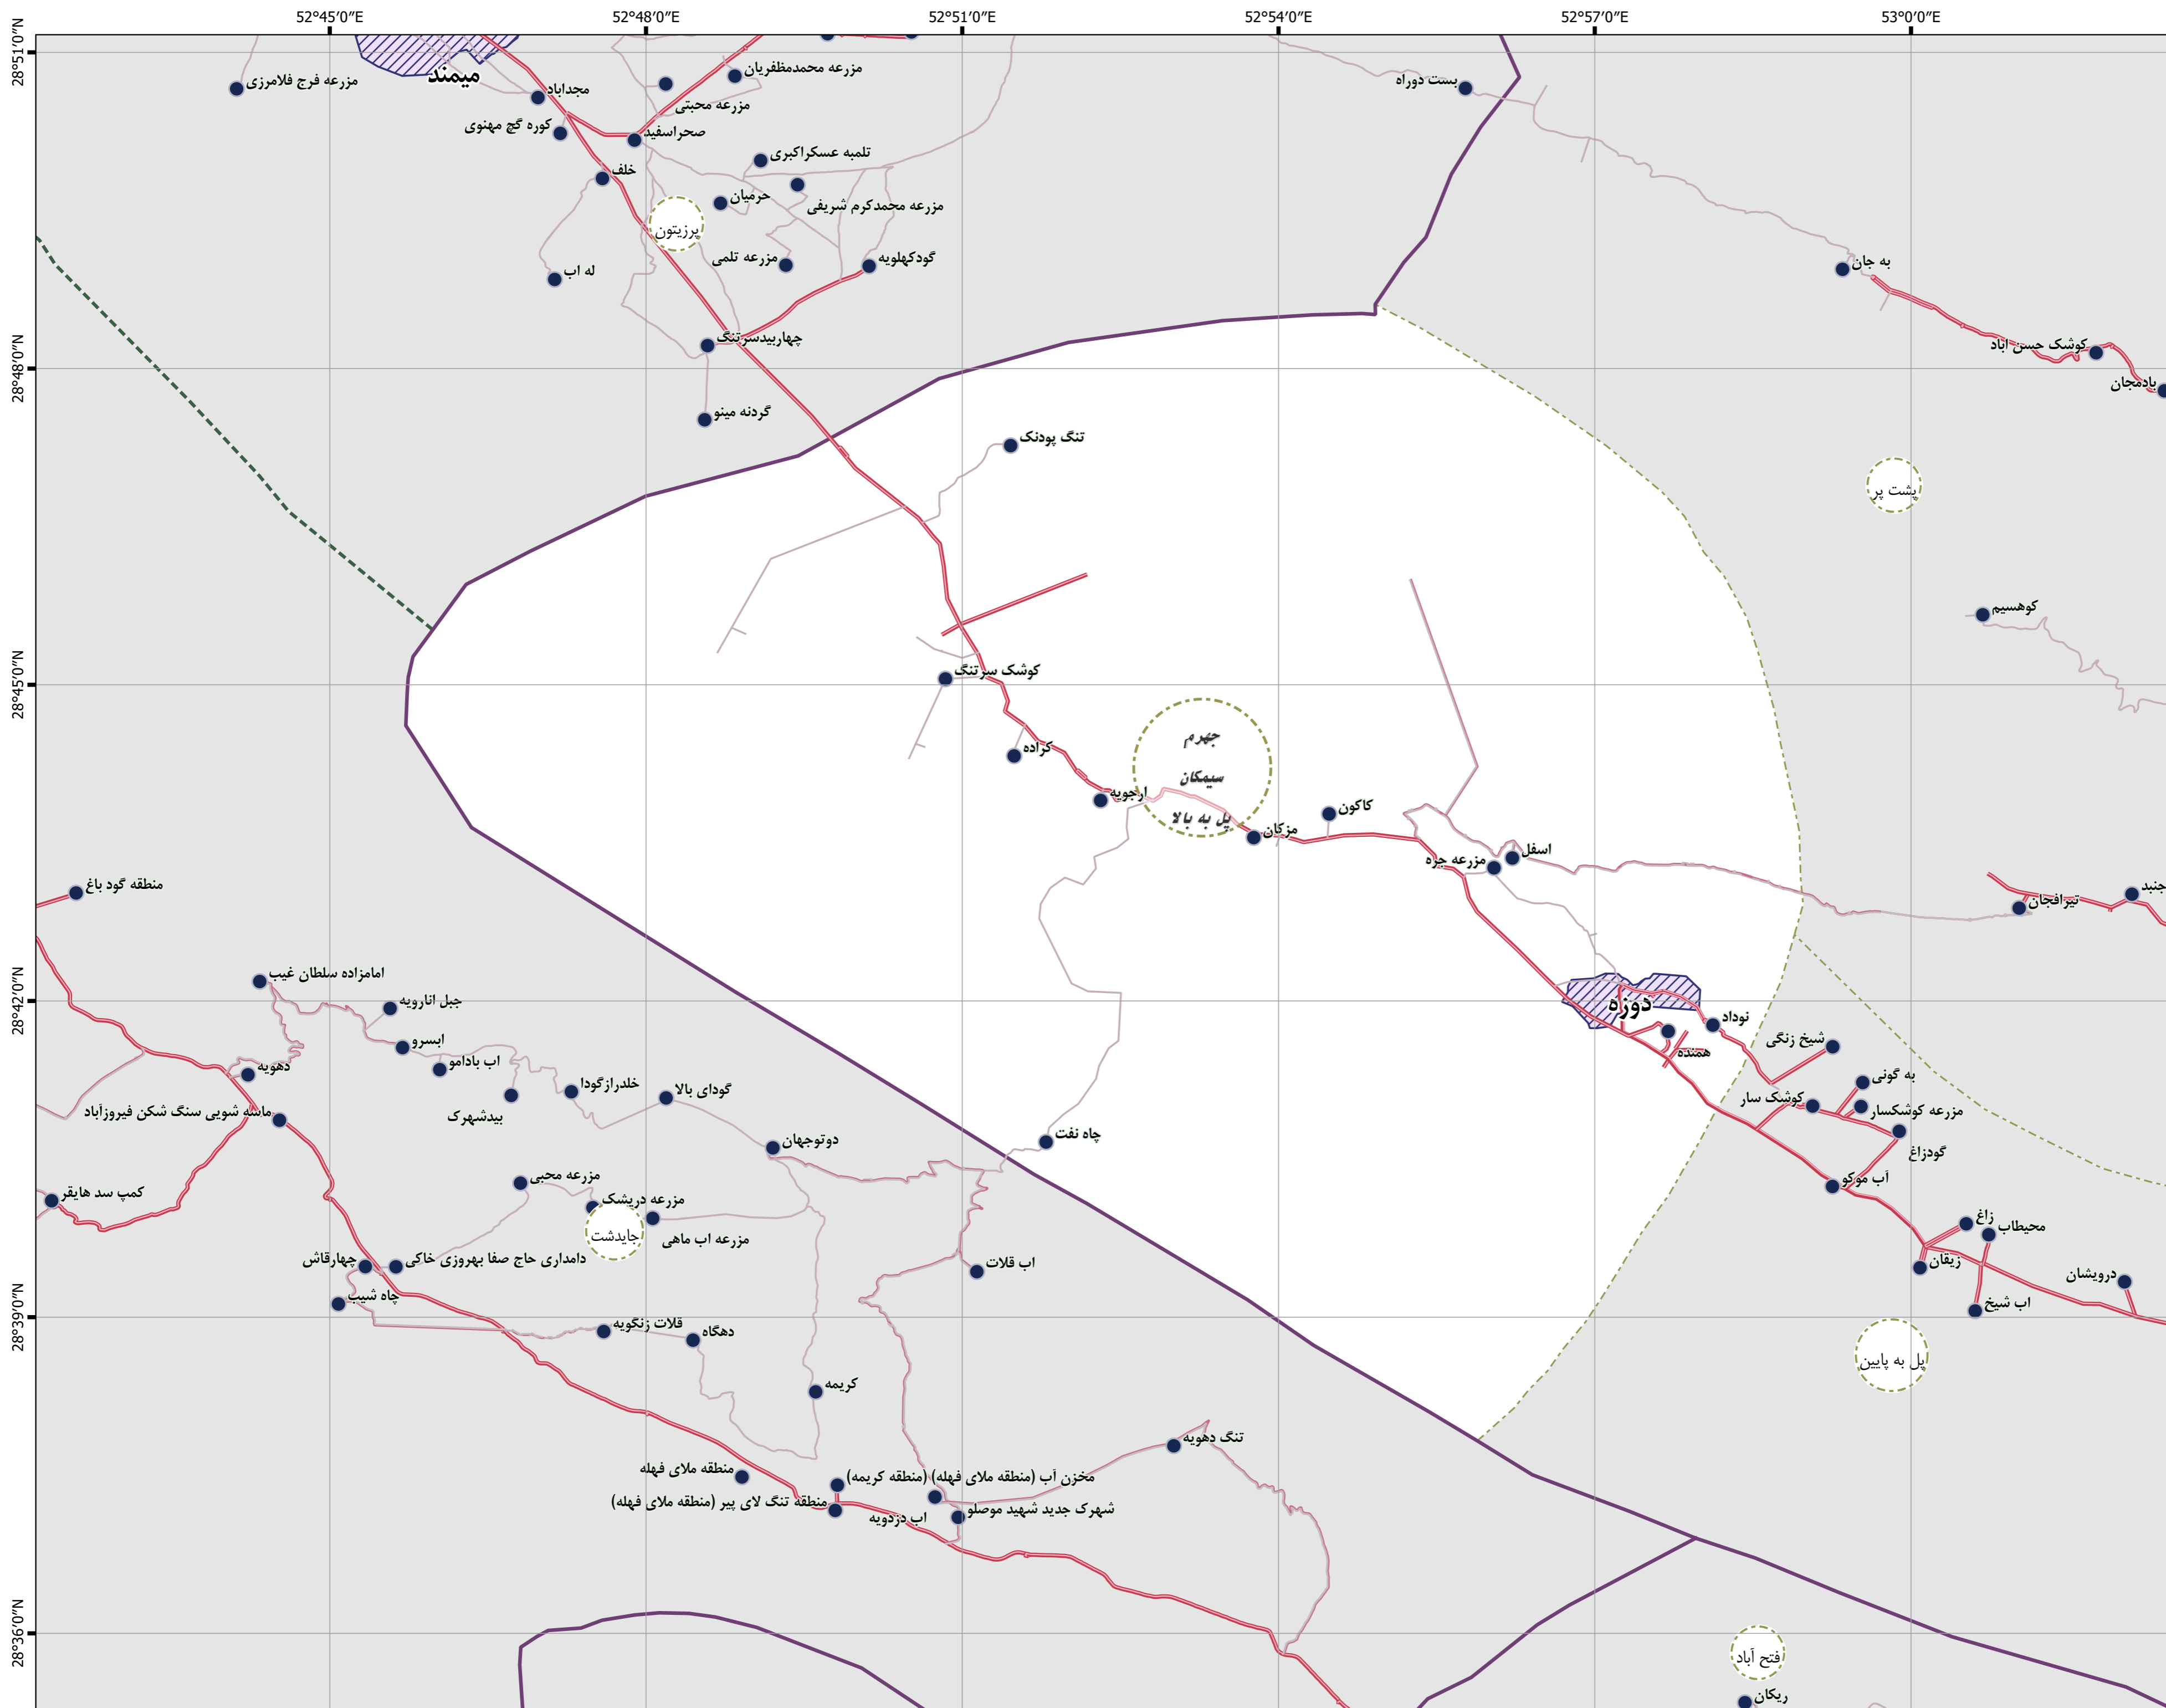 52°45'0"E
52°48'0"E
52°51'0"E
52°54'0"E
52°57'0"E
53°0'0"E
28°51'0"N
28°48'0"N
28°45'0"N
28°42'0"N
28°39'0"N
28°36'0"N
میمند
مزرعه فرج فلامرزی
مجداباد
مزرعه محمدمظفریان
مزرعه محبتی
کوره گچ مهنوی
صحراسفید
بست دوراه
تلمبه عسکراکبری
خلف
حرمیان
مزرعه محمدکرم شریفی
پرزیتون
مزرعه تلمی
گودکهلویه
له اب
به جان
چهاربیدسرتنگ
کوشک حسن آباد
بادمجان
گردنه مینو
تنگ پودنک
پشت پر
کوهسیم
کوشک سرتنگ
جهرم
سیمکان
پل به بالا
کراده
ارجویه
مزکان
کاکون
اسفل
مزرعه جره
منطقه گود باغ
جنبد
تیرافجان
امامزاده سلطان غیب
جبل انارویه
دوزه
نوداد
همنده
شیخ زنگی
ابسرو
اب بادامو
دهویه
به گونی
خلدرازگودا
گودای بالا
کوشک سار
مزرعه کوشکسار
ماسه شویی سنگ شکن فیروزآباد
بیدشهرک
دوتوجهان
چاه نفت
گودزاغ
آب موکو
مزرعه محبی
کمپ سد هایقر
مزرعه دریشک
جایدشت
مزرعه اب ماهی
زاغ
محیطاب
زیقان
چهارقاش
دامداری حاج صفا بهروزی خاکی
اب قلات
درویشان
چاه شیب
اب شیخ
قلات زنگویه
دهگاه
پل به پایین
کریمه
تنگ دهویه
منطقه ملای فهله
مخزن آب (منطقه ملای فهله) (منطقه کریمه)
منطقه تنگ لای پیر (منطقه ملای فهله)
اب دزدویه
شهرک جدید شهید موصلو
فتح آباد
ریکان